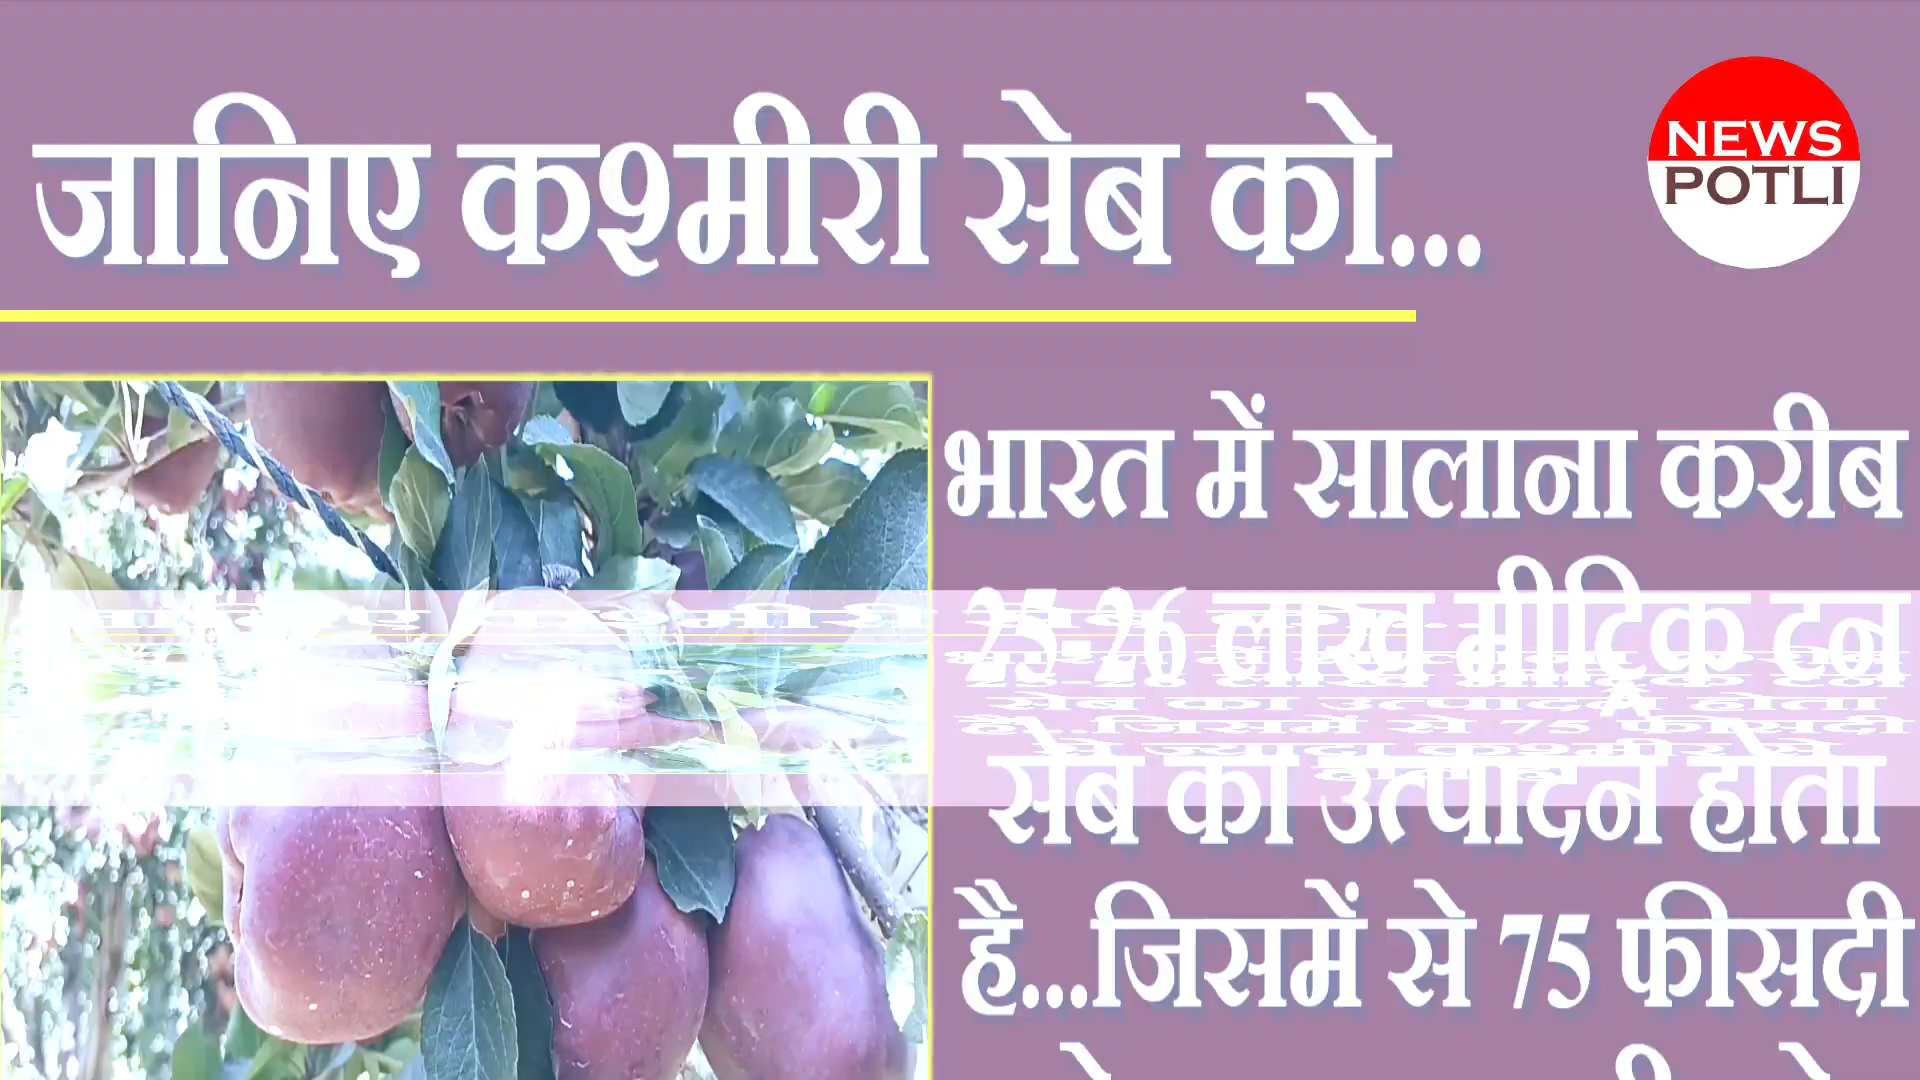 जानिए कश्मीरी सेब को...
NEWS
POTLI
भारत में सालाना करीब
25-26 लाख मीट्रिक टन
सेब का उत्पादन होता
है...जिसमें से 75 फीसदी